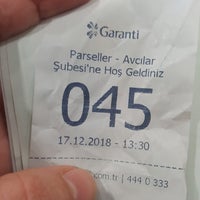 Garanti
Parseller - Avcılar
Şubesi'ne Hoş Geldiniz
045
17.12.2018 - 13:30
.com.tr | 444 0 333